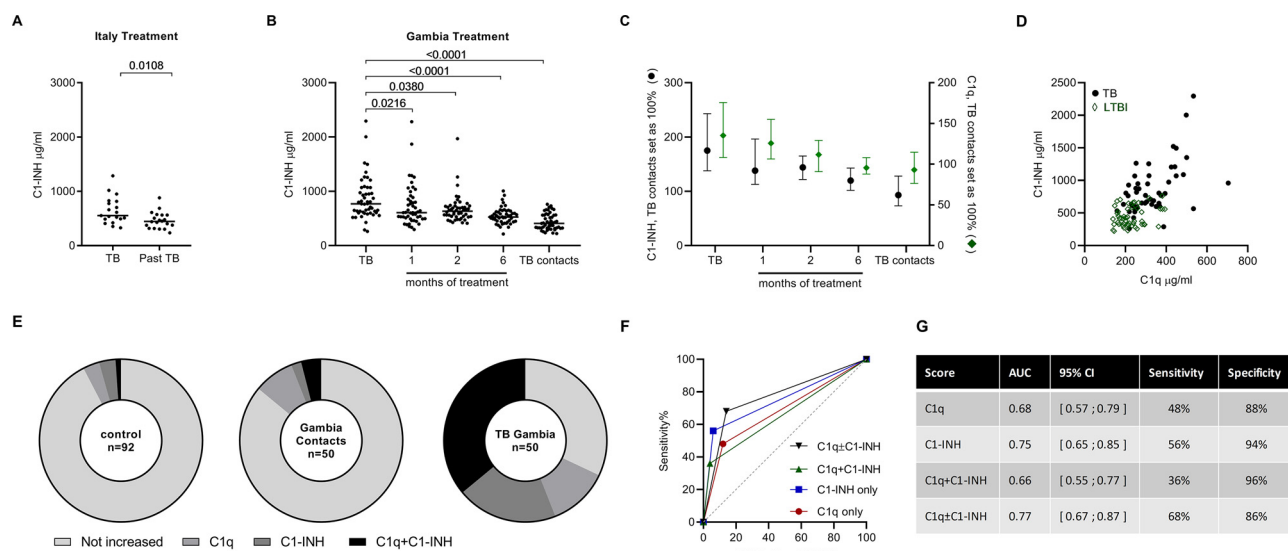 A
Italy Treatment
0.0108
C1-INH µg/ml
3000
2000
1000
0
TB
Past TB
B
Gambia Treatment
<0.0001
<0.0001
0.0380
0.0216
C1-INH µg/ml
3000
2000
1000
0
TB
1
2
6
TB contacts
months of treatment
C
C1-INH, TB contacts set as 100% (●)
300
200
100
0
C1q, TB contacts set as 100% (◆)
200
150
100
50
0
TB
1
2
6
TB contacts
months of treatment
D
C1-INH µg/ml
2500
2000
1500
1000
500
0
TB
LTBI
0
200
400
600
800
C1q µg/ml
E
control
n=92
Gambia
Contacts
n=50
TB Gambia
n=50
Not increased
C1q
C1-INH
C1q+C1-INH
F
Sensitivity%
100
80
60
40
20
0
C1q±C1-INH
C1q+C1-INH
C1-INH only
C1q only
0
20
40
60
80
100
G
Score AUC 95% CI Sensitivity Specificity
C1q 0.68 [ 0.57 ; 0.79 ] 48% 88%
C1-INH 0.75 [ 0.65 ; 0.85 ] 56% 94%
C1q+C1-INH 0.66 [ 0.55 ; 0.77 ] 36% 96%
C1q±C1-INH 0.77 [ 0.67 ; 0.87 ] 68% 86%